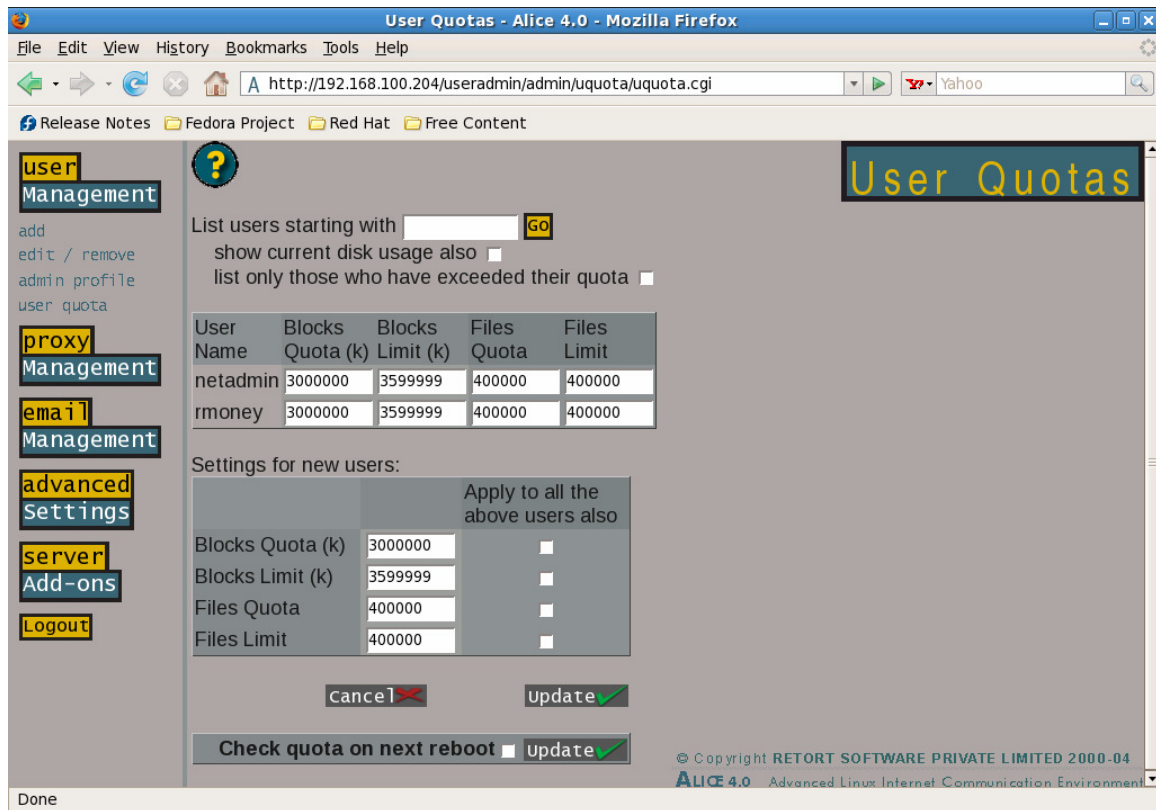 User Quotas - Alice 4.0 - Mozilla Firefox
File Edit View History Bookmarks Tools Help
A http://192.168.100.204/useradmin/admin/uquota/uquota.cgi Yahoo
Release Notes Fedora Project Red Hat Free Content
user
Management
add
edit / remove
admin profile
user quota
proxy
Management
email
Management
advanced
Settings
server
Add-ons
Logout
?
User Quotas
List users starting with Go
show current disk usage also
list only those who have exceeded their quota
User Name Blocks Quota (k) Blocks Limit (k) Files Quota Files Limit
netadmin 3000000 3599999 400000 400000
rmoney 3000000 3599999 400000 400000
Settings for new users:
Apply to all the
above users also
Blocks Quota (k) 3000000
Blocks Limit (k) 3599999
Files Quota 400000
Files Limit 400000
Cancel Update
Check quota on next reboot Update
© Copyright RETORT SOFTWARE PRIVATE LIMITED 2000-04
ALICE 4.0 Advanced Linux Internet Communication Environment
Done